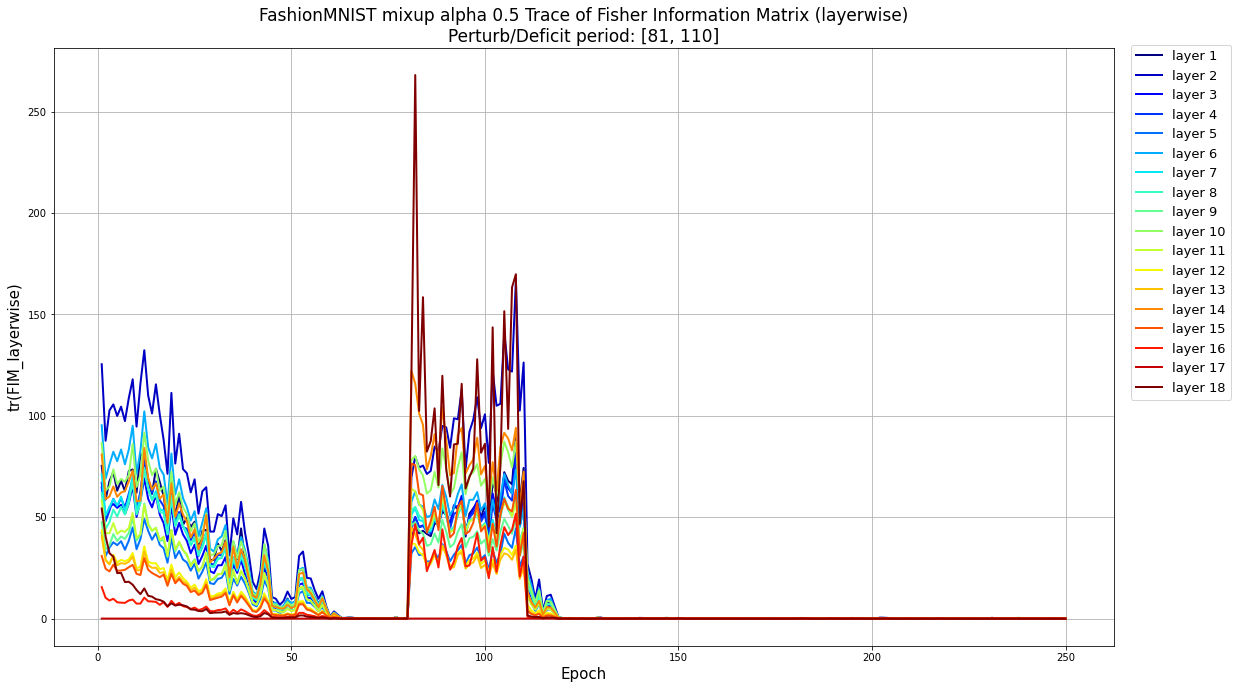 FashionMNIST mixup alpha 0.5 Trace of Fisher Information Matrix (layerwise)
Perturb/Deficit period: [81, 110]
tr(FIM_layerwise)
250
200
150
100
50
0
0
50
100
150
200
250
Epoch
layer 1
layer 2
layer 3
layer 4
layer 5
layer 6
layer 7
layer 8
layer 9
layer 10
layer 11
layer 12
layer 13
layer 14
layer 15
layer 16
layer 17
layer 18